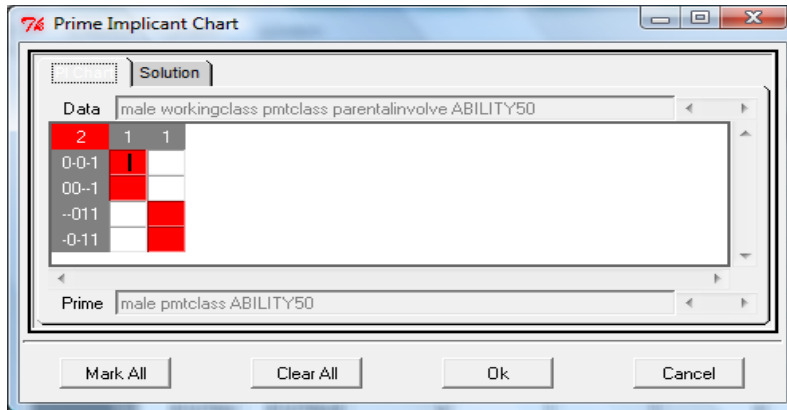 Prime Implicant Chart
Solution
Data male workingclass pmtclass parentalinvolve ABILITY50
2 1 1
0-0-1
00--1
--011
-0-11
Prime male pmtclass ABILITY50
Mark All Clear All Ok Cancel